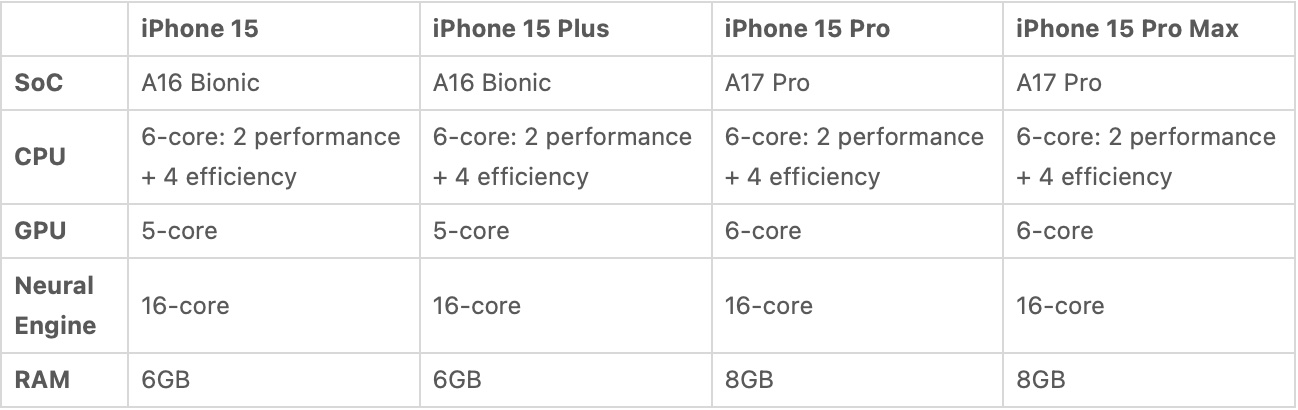 iPhone 15 iPhone 15 Plus iPhone 15 Pro iPhone 15 Pro Max
SoC A16 Bionic A16 Bionic A17 Pro A17 Pro
CPU 6-core: 2 performance + 4 efficiency 6-core: 2 performance + 4 efficiency 6-core: 2 performance + 4 efficiency 6-core: 2 performance + 4 efficiency
GPU 5-core 5-core 6-core 6-core
Neural Engine 16-core 16-core 16-core 16-core
RAM 6GB 6GB 8GB 8GB